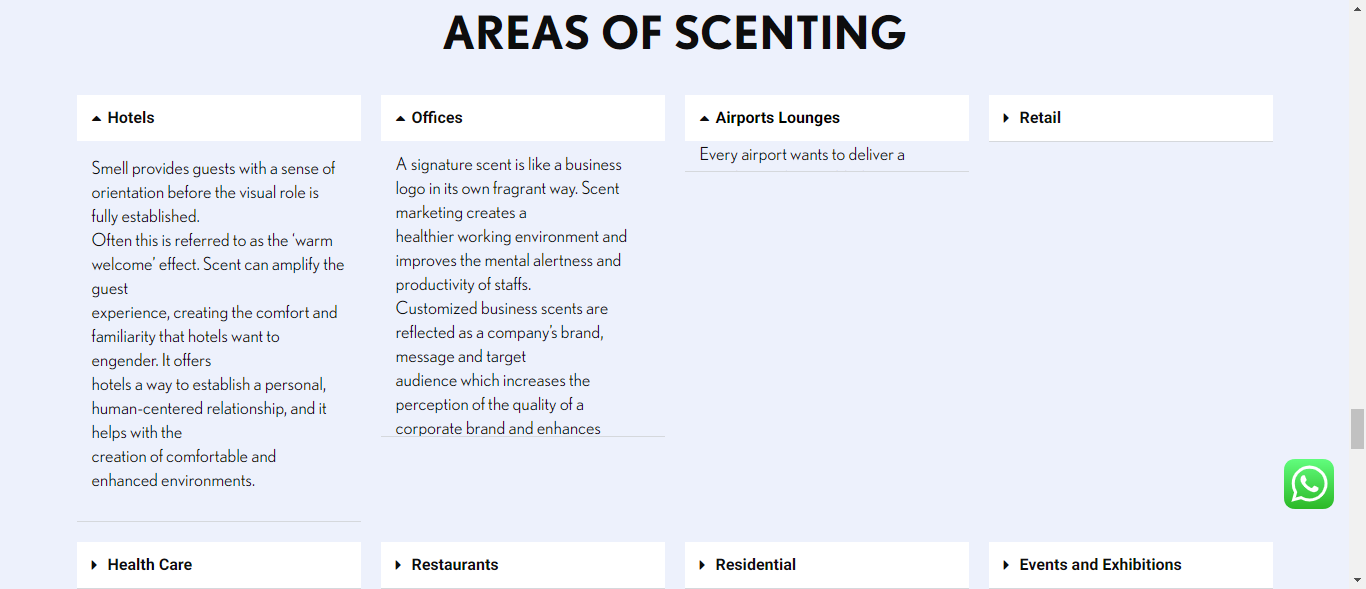 AREAS OF SCENTING
Hotels
Smell provides guests with a sense of
orientation before the visual role is
fully established.
Often this is referred to as the ‘warm
welcome’ effect. Scent can amplify the
guest
experience, creating the comfort and
familiarity that hotels want to
engender. It offers
hotels a way to establish a personal,
human-centered relationship, and it
helps with the
creation of comfortable and
enhanced environments.
Offices
A signature scent is like a business
logo in its own fragrant way. Scent
marketing creates a
healthier working environment and
improves the mental alertness and
productivity of staffs.
Customized business scents are
reflected as a company’s brand,
message and target
audience which increases the
perception of the quality of a
corporate brand and enhances
Airports Lounges
Every airport wants to deliver a
Retail
Health Care
Restaurants
Residential
Events and Exhibitions